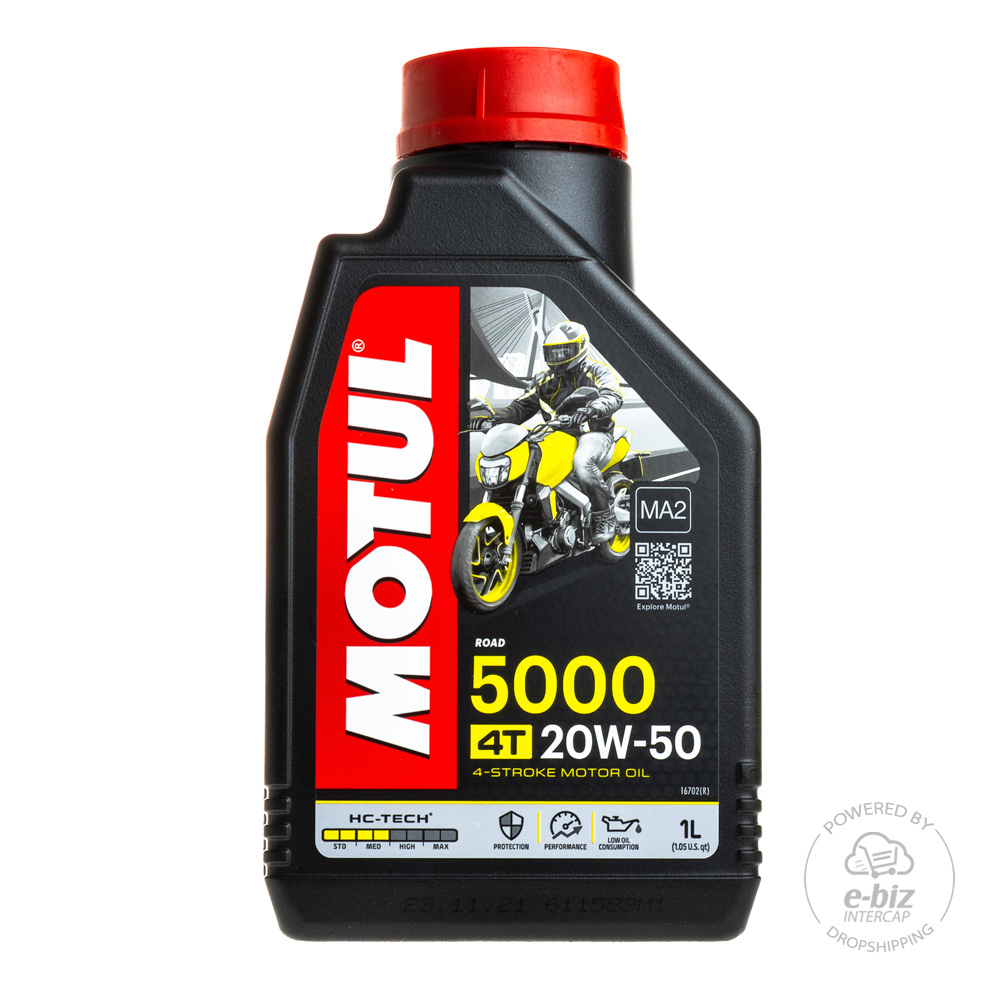 MOTUL®
MA2
Explore Motul®
ROAD
5000
4T 20W-50
4-STROKE MOTOR OIL
16702(R)
HC-TECH®
STD MED HIGH MAX
PROTECTION
PERFORMANCE
LOW OIL
CONSUMPTION
1L
(1.05 U.S. qt)
23.11.21 611583M1
POWERED BY
e-biz
INTERCAP
DROPSHIPPING